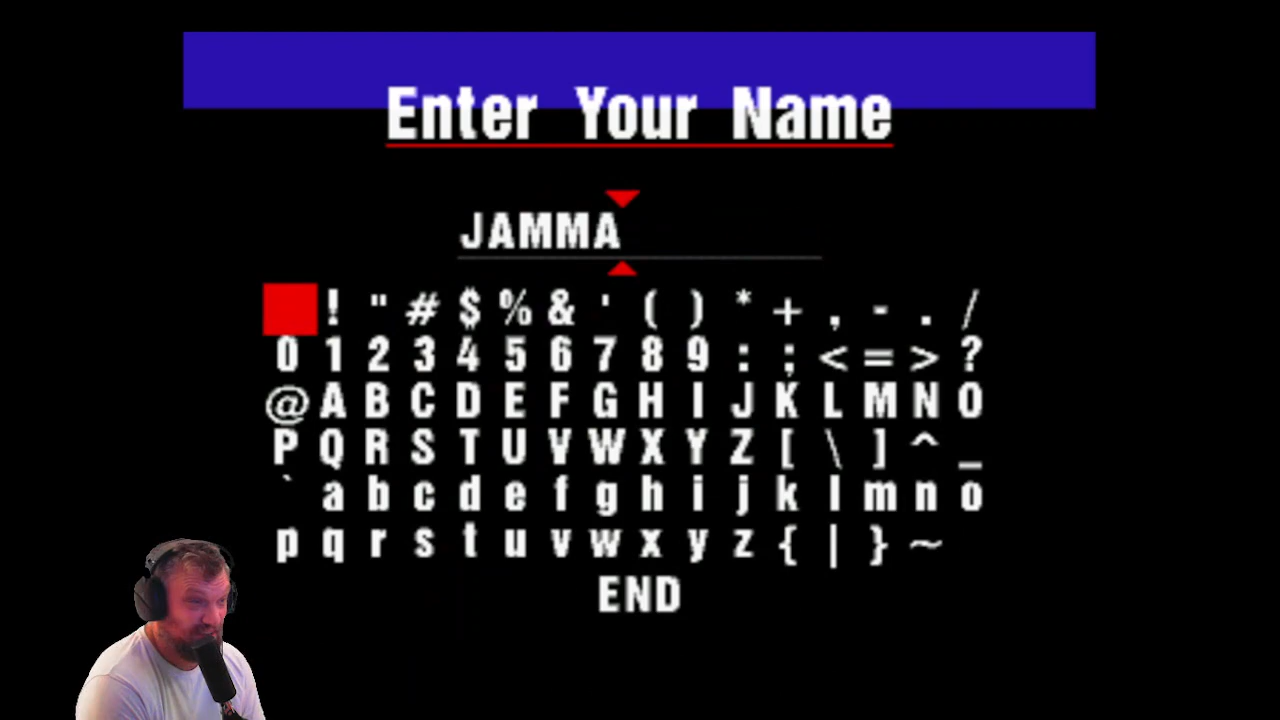 Enter Your Name
JAMMA
! " # $ % & ' ( ) * + , - . /
0 1 2 3 4 5 6 7 8 9 : ; < = > ?
@ A B C D E F G H I J K L M N O
P Q R S T U V W X Y Z [ \ ] ^ _
` a b c d e f g h i j k l m n o
p q r s t u v w x y z { | } ~
END